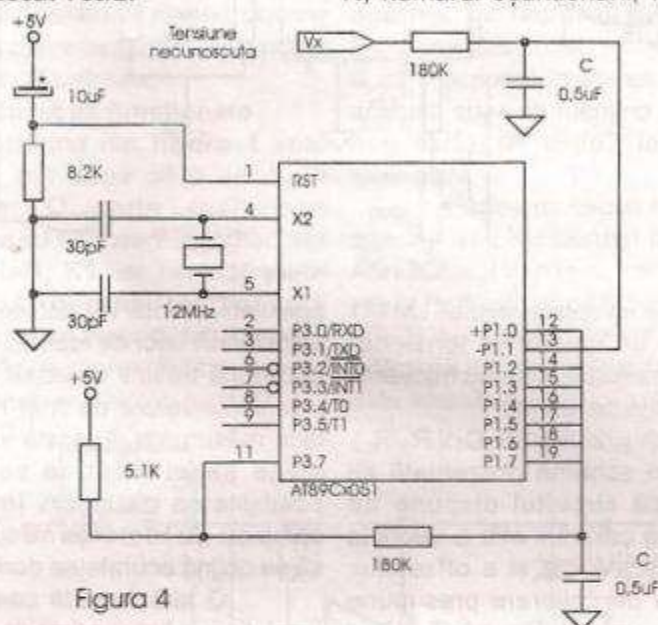 +5V
10uF
8.2K
30pF
30pF
12MHz
Tensiune
necunoscuta
Vx
180K
C
0.5uF
1
RST
4
X2
5
X1
2
P3.0/RXD
3
P3.1/TXD
6
P3.2/INT0
7
P3.3/INT1
8
P3.4/T0
9
P3.5/T1
11
P3.7
+P1.0
12
-P1.1
13
P1.2
14
P1.3
15
P1.4
16
P1.5
17
P1.6
18
P1.7
19
AT89Cx051
+5V
5.1K
180K
C
0.5uF
Figura 4